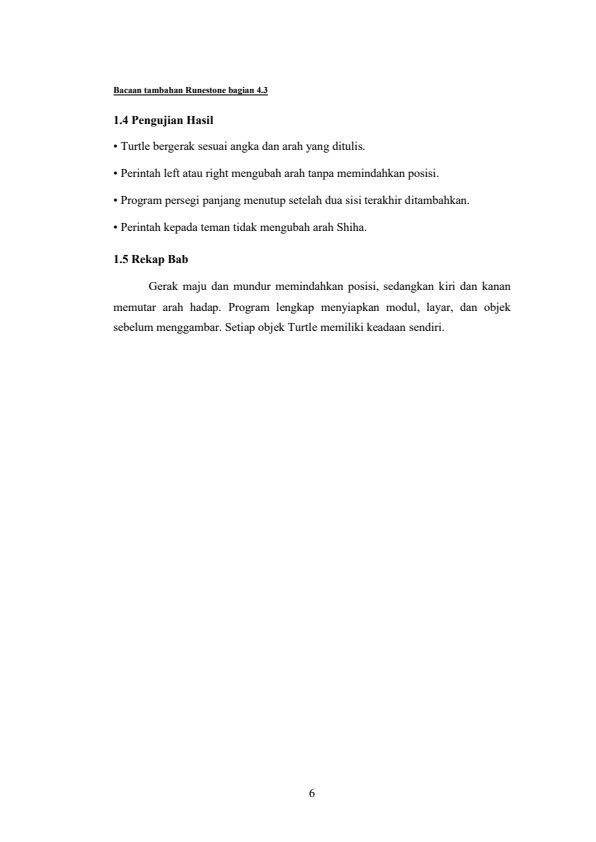 Bacaan tambahan Runestone bagian 4.3
1.4 Pengujian Hasil
• Turtle bergerak sesuai angka dan arah yang ditulis.
• Perintah left atau right mengubah arah tanpa memindahkan posisi.
• Program persegi panjang menutup setelah dua sisi terakhir ditambahkan.
• Perintah kepada teman tidak mengubah arah Shiha.
1.5 Rekap Bab
Gerak maju dan mundur memindahkan posisi, sedangkan kiri dan kanan
memutar arah hadap. Program lengkap menyiapkan modul, layar, dan objek
sebelum menggambar. Setiap objek Turtle memiliki keadaan sendiri.
6